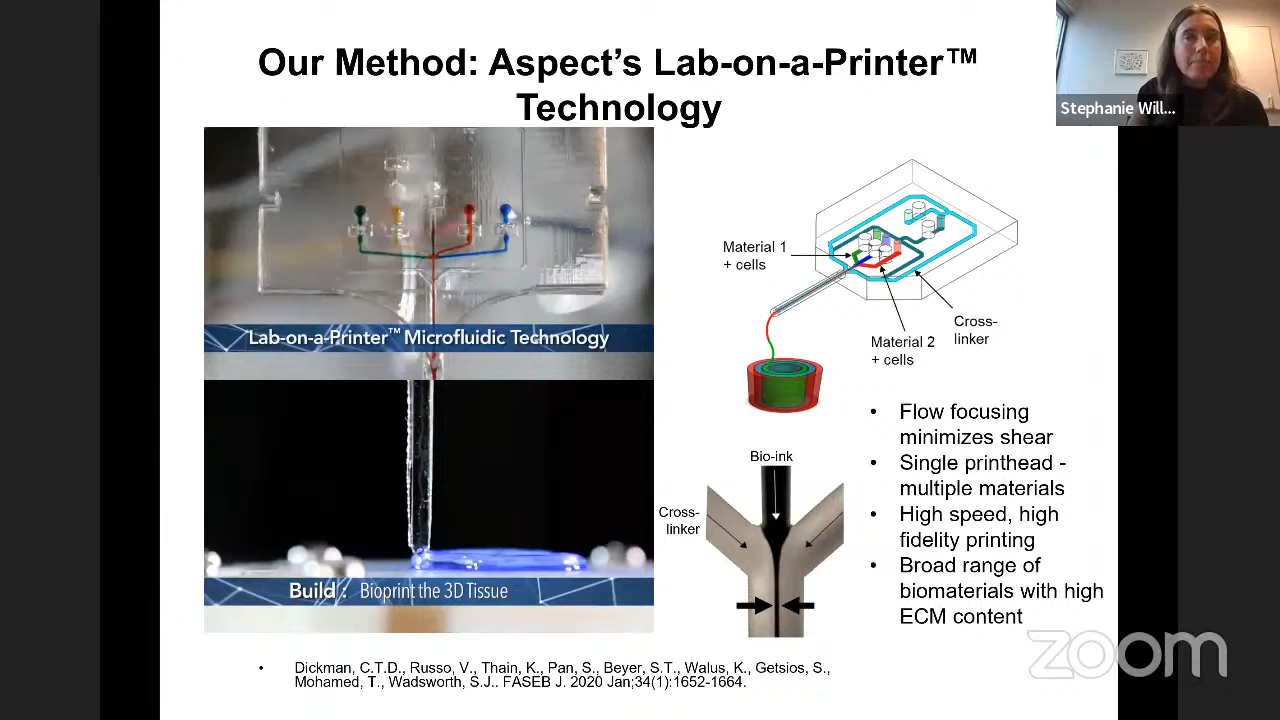 Our Method: Aspect's Lab-on-a-Printer™
Technology
Stephanie Will...
Lab-on-a-Printer™ Microfluidic Technology
Build : Bioprint the 3D Tissue
Material 1
+ cells
Material 2
+ cells
Cross-
linker
Bio-ink
Cross-
linker
• Flow focusing
minimizes shear
• Single printhead -
multiple materials
• High speed, high
fidelity printing
• Broad range of
biomaterials with high
ECM content
• Dickman, C.T.D., Russo, V., Thain, K., Pan, S., Beyer, S.T., Walus, K., Getsios, S.,
Mohamed, T., Wadsworth, S.J.. FASEB J. 2020 Jan;34(1):1652-1664.
zoom